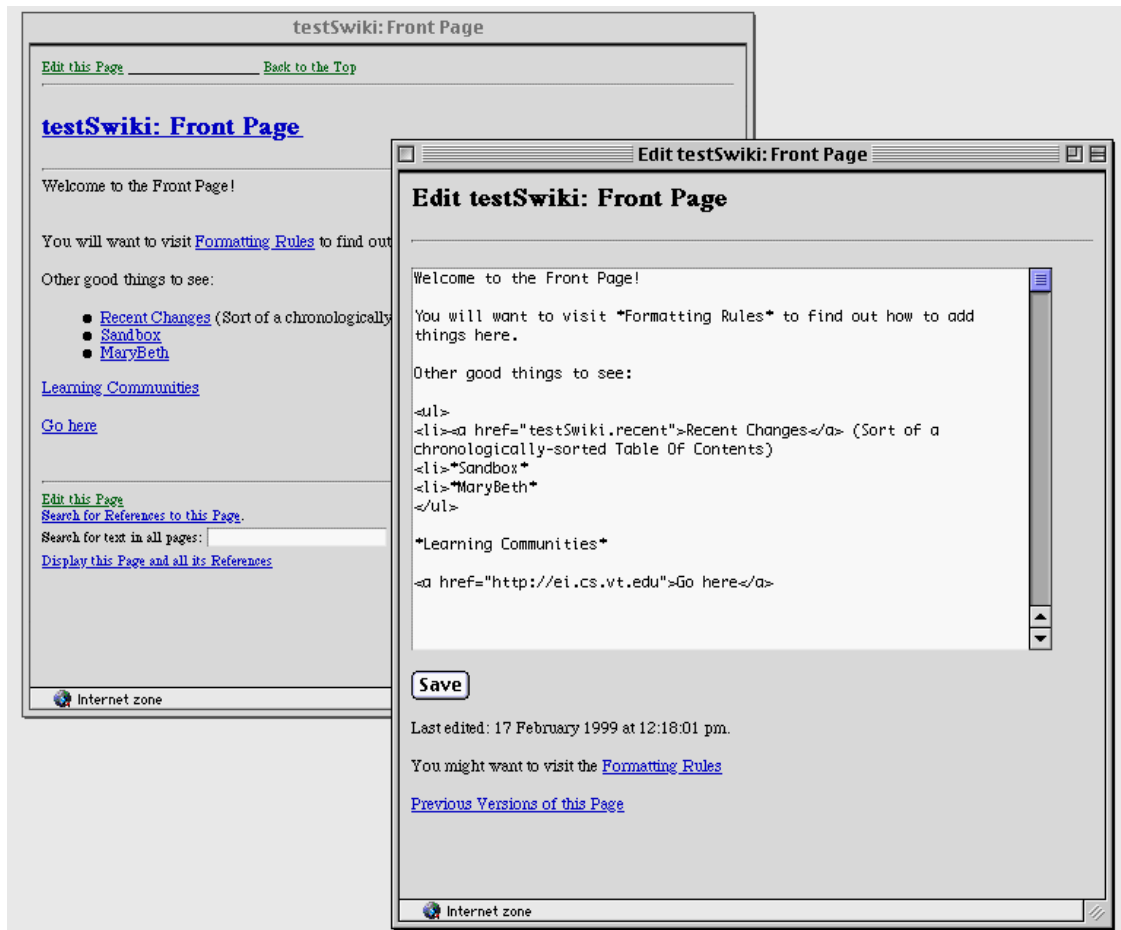 testSwiki: Front Page
Edit this Page Back to the Top
testSwiki: Front Page
Welcome to the Front Page!
You will want to visit Formatting Rules to find out
Other good things to see:
Recent Changes (Sort of a chronologically
Sandbox
MaryBeth
Learning Communities
Go here
Edit this Page
Search for References to this Page.
Search for text in all pages:
Display this Page and all its References
Internet zone
Edit testSwiki: Front Page
Edit testSwiki: Front Page
Welcome to the Front Page!
You will want to visit *Formatting Rules* to find out how to add
things here.
Other good things to see:
<ul>
<li><a href="testSwiki.recent">Recent Changes</a> (Sort of a
chronologically-sorted Table Of Contents)
<li>*Sandbox*
<li>*MaryBeth*
</ul>
*Learning Communities*
<a href="http://ei.cs.vt.edu">Go here</a>
Save
Last edited: 17 February 1999 at 12:18:01 pm.
You might want to visit the Formatting Rules
Previous Versions of this Page
Internet zone